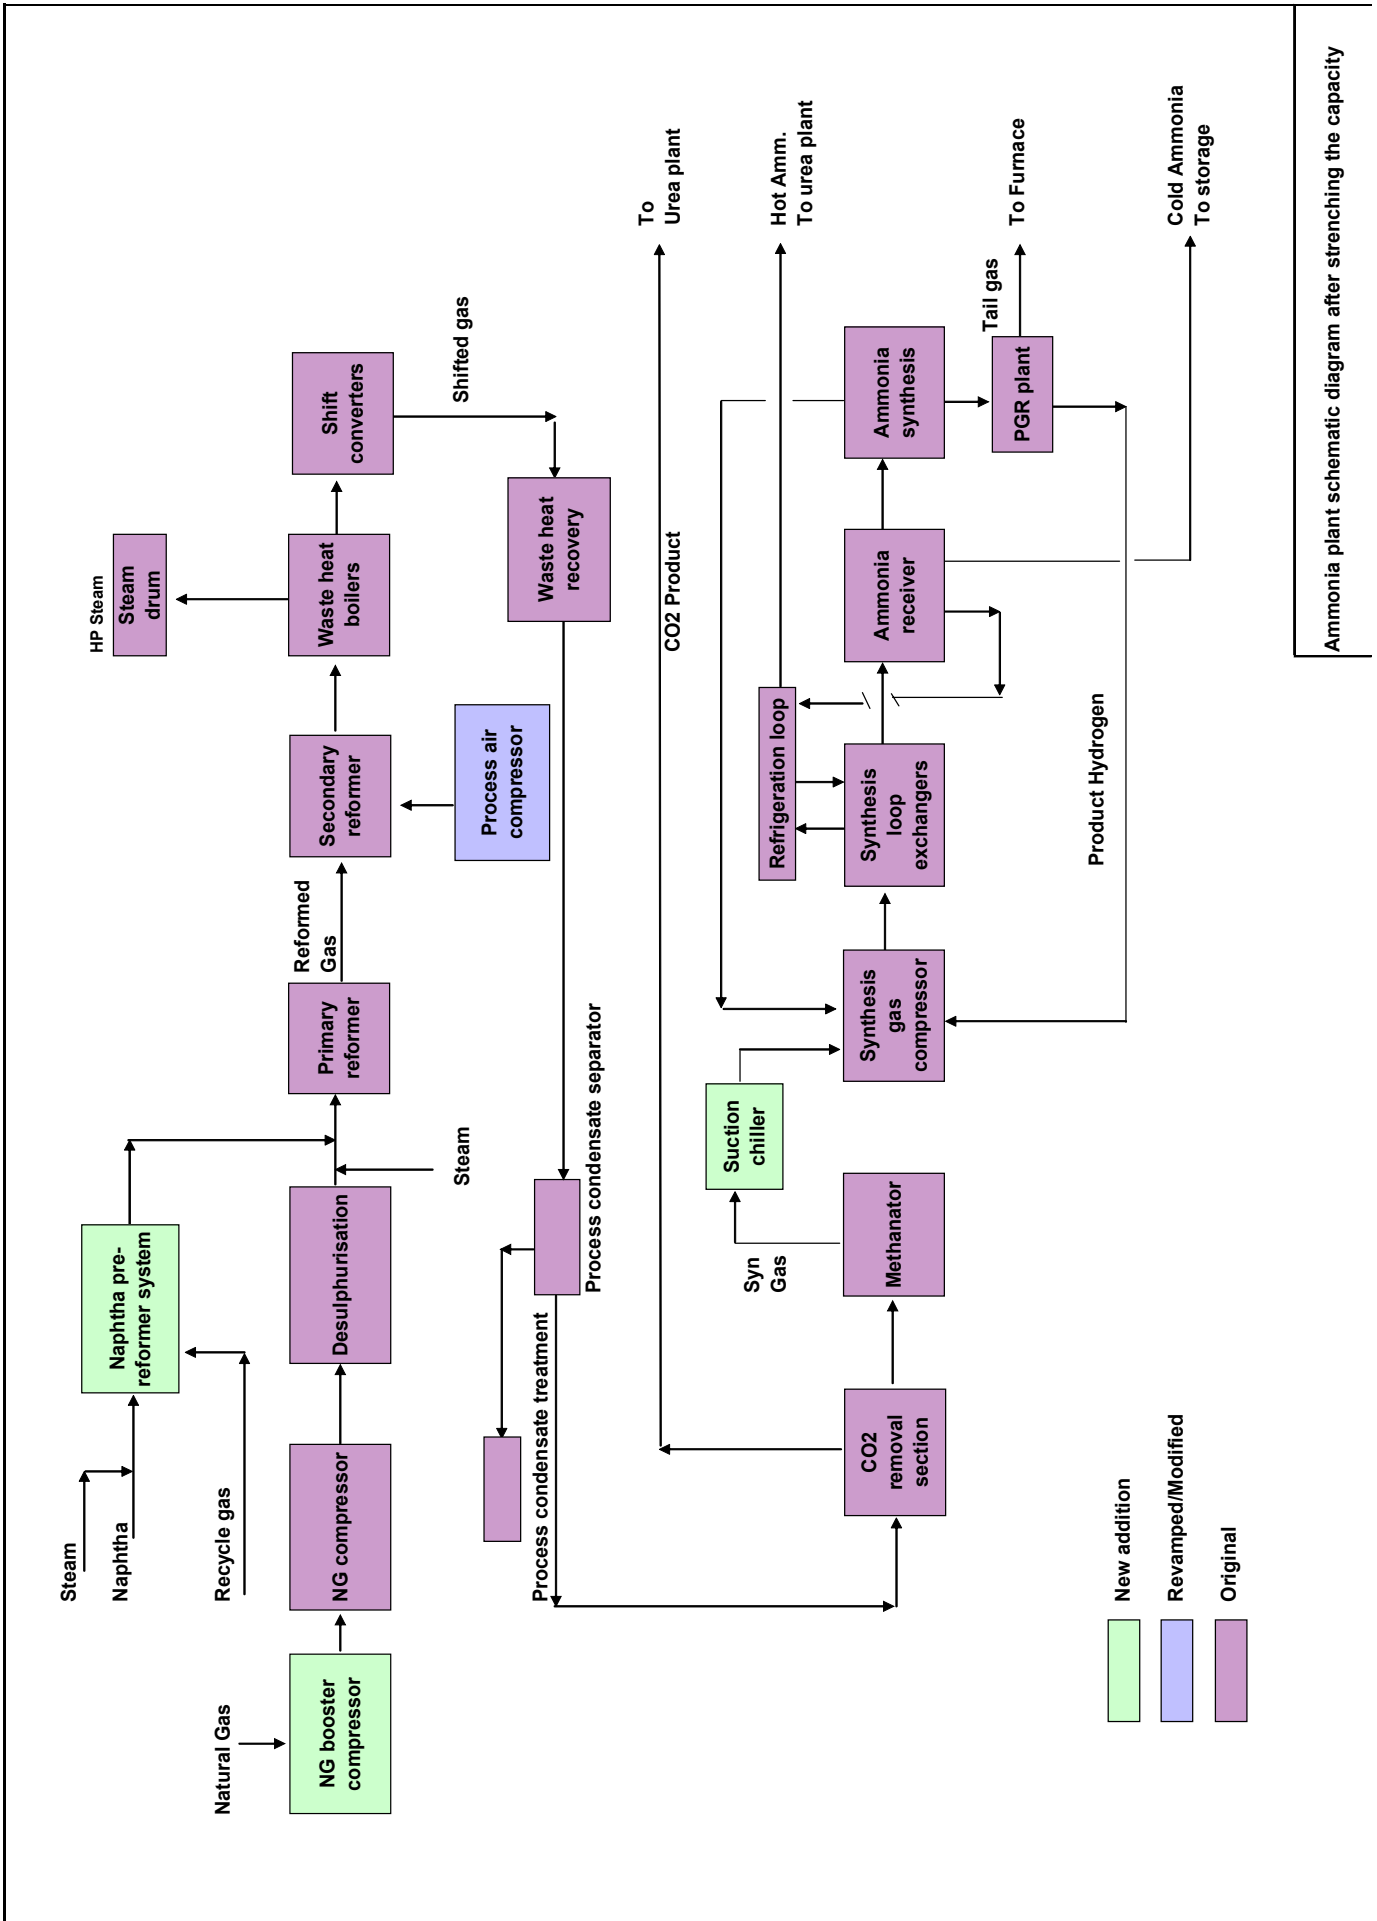 Steam
Naphtha
Recycle gas
Natural Gas
Naphtha pre-
reformer system
NG booster
compressor
NG compressor
Desulphurisation
Steam
Primary
reformer
Reformed
Gas
Secondary
reformer
Process air
compressor
Waste heat
boilers
HP Steam
Steam
drum
Shift
converters
Shifted gas
Waste heat
recovery
Process condensate separator
Process condensate treatment
CO2
removal
section
CO2 Product
To
Urea plant
Methanator
Syn
Gas
Suction
chiller
Synthesis
gas
compressor
Synthesis
loop
exchangers
Refrigeration loop
Hot Amm.
To urea plant
Ammonia
receiver
Ammonia
synthesis
PGR plant
Tail gas
To Furnace
Cold Ammonia
To storage
Product Hydrogen
New addition
Revamped/Modified
Original
Ammonia plant schematic diagram after strenching the capacity